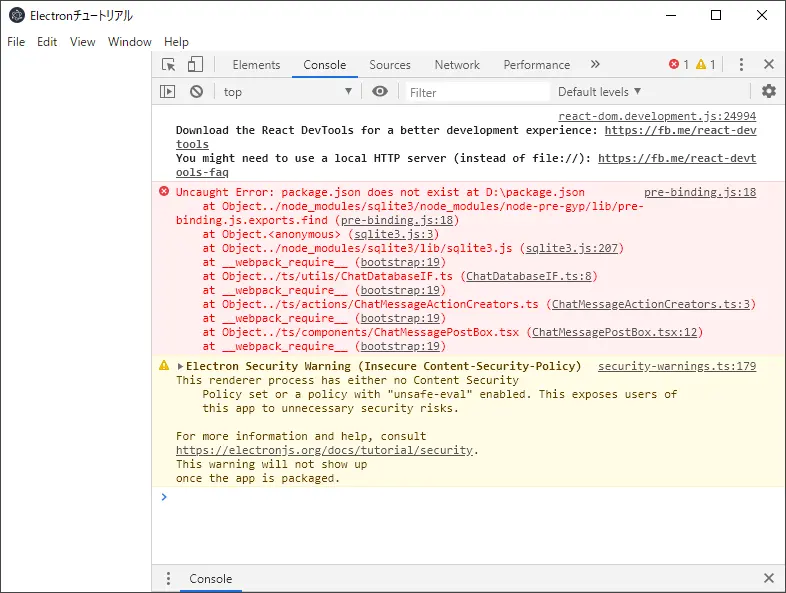 Electronチュートリアル
File Edit View Window Help
Elements Console Sources Network Performance » 1 1
top ▼ Filter Default levels ▼
react-dom.development.js:24994
Download the React DevTools for a better development experience: https://fb.me/react-dev
tools
You might need to use a local HTTP server (instead of file://): https://fb.me/react-devt
ools-faq
Uncaught Error: package.json does not exist at D:\package.json pre-binding.js:18
at Object../node_modules/sqlite3/node_modules/node-pre-gyp/lib/pre-
binding.js.exports.find (pre-binding.js:18)
at Object.<anonymous> (sqlite3.js:3)
at Object../node_modules/sqlite3/lib/sqlite3.js (sqlite3.js:207)
at __webpack_require__ (bootstrap:19)
at Object../ts/utils/ChatDatabaseIF.ts (ChatDatabaseIF.ts:8)
at __webpack_require__ (bootstrap:19)
at Object../ts/actions/ChatMessageActionCreators.ts (ChatMessageActionCreators.ts:3)
at __webpack_require__ (bootstrap:19)
at Object../ts/components/ChatMessagePostBox.tsx (ChatMessagePostBox.tsx:12)
at __webpack_require__ (bootstrap:19)
▶Electron Security Warning (Insecure Content-Security-Policy) security-warnings.ts:179
This renderer process has either no Content Security
Policy set or a policy with "unsafe-eval" enabled. This exposes users of
this app to unnecessary security risks.
For more information and help, consult
https://electronjs.org/docs/tutorial/security.
This warning will not show up
once the app is packaged.
Console